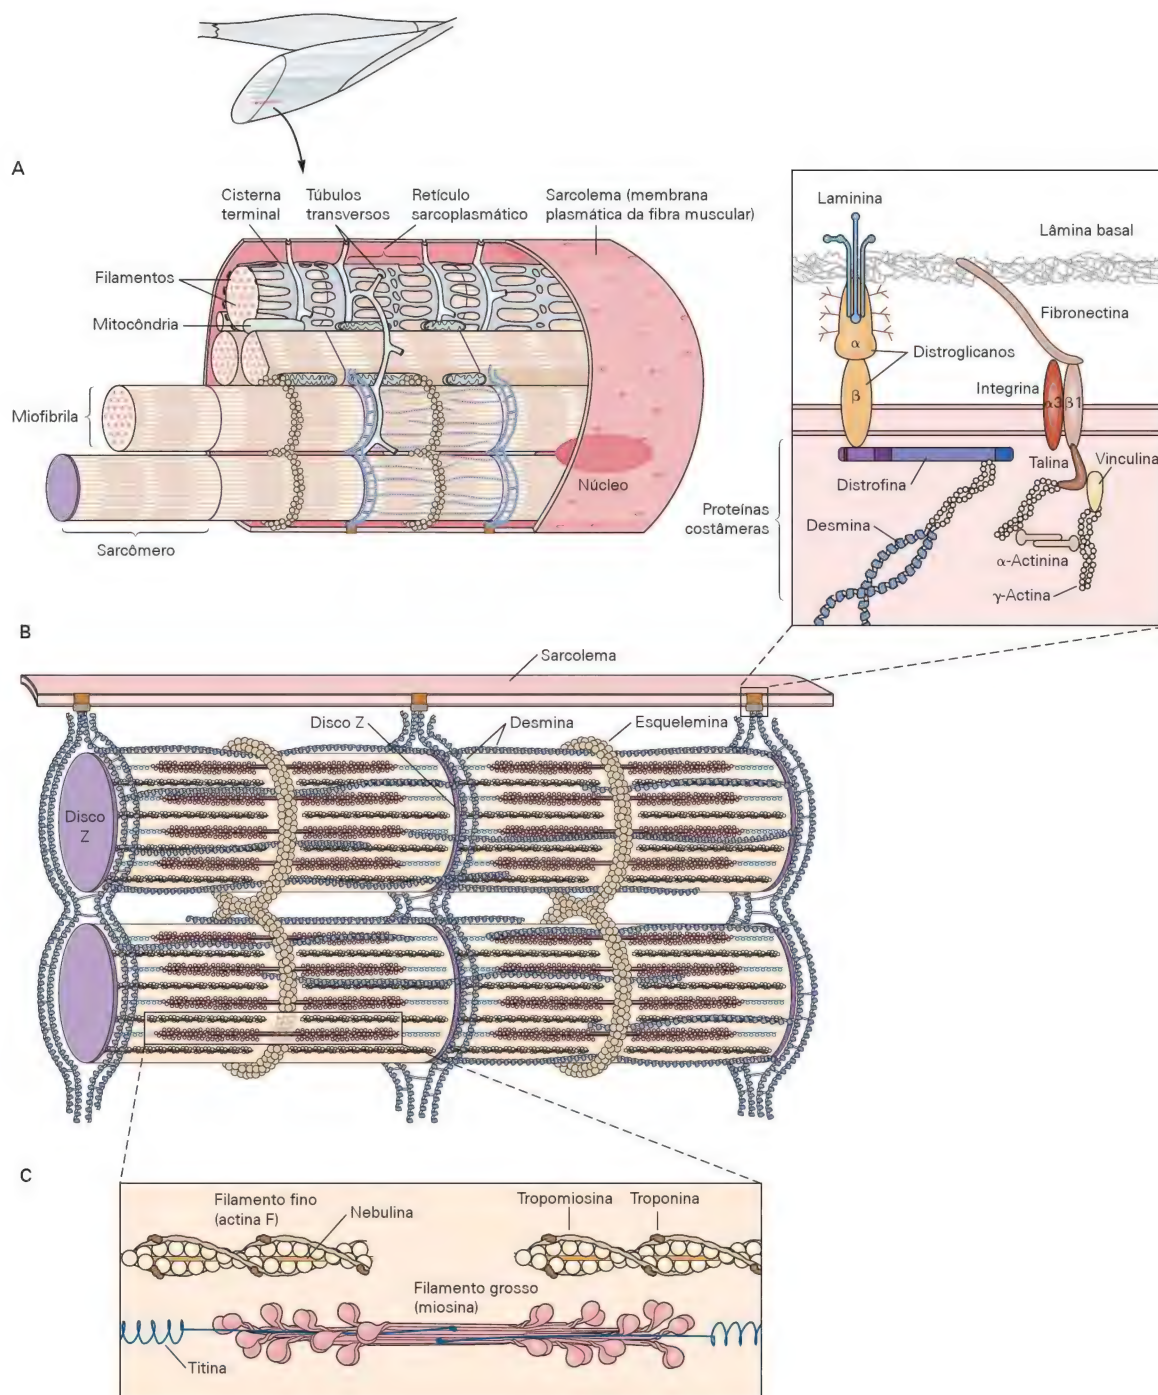 A
Cisterna
terminal
Túbulos
transversos
Retículo
sarcoplasmático
Sarcolema (membrana
plasmática da fibra muscular)
Filamentos
Mitocôndria
Miofibrila
Sarcômero
Núcleo
Laminina
Lâmina basal
Fibronectina
α
Distroglicanos
β
Integrina
α3
β1
Talina
Vinculina
Distrofina
Proteínas
costâmeras
Desmina
α-Actinina
γ-Actina
B
Sarcolema
Disco Z
Desmina
Esquelemina
Disco
Z
C
Filamento fino
(actina F)
Nebulina
Tropomiosina
Troponina
Filamento grosso
(miosina)
Titina